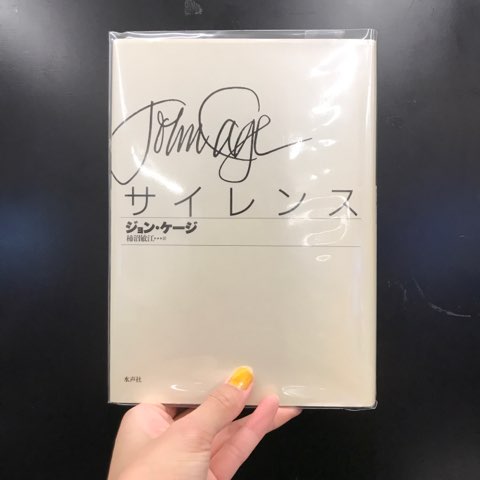 John Cage
サイレンス
ジョン・ケージ
柿沼敏江・・・訳
水声社